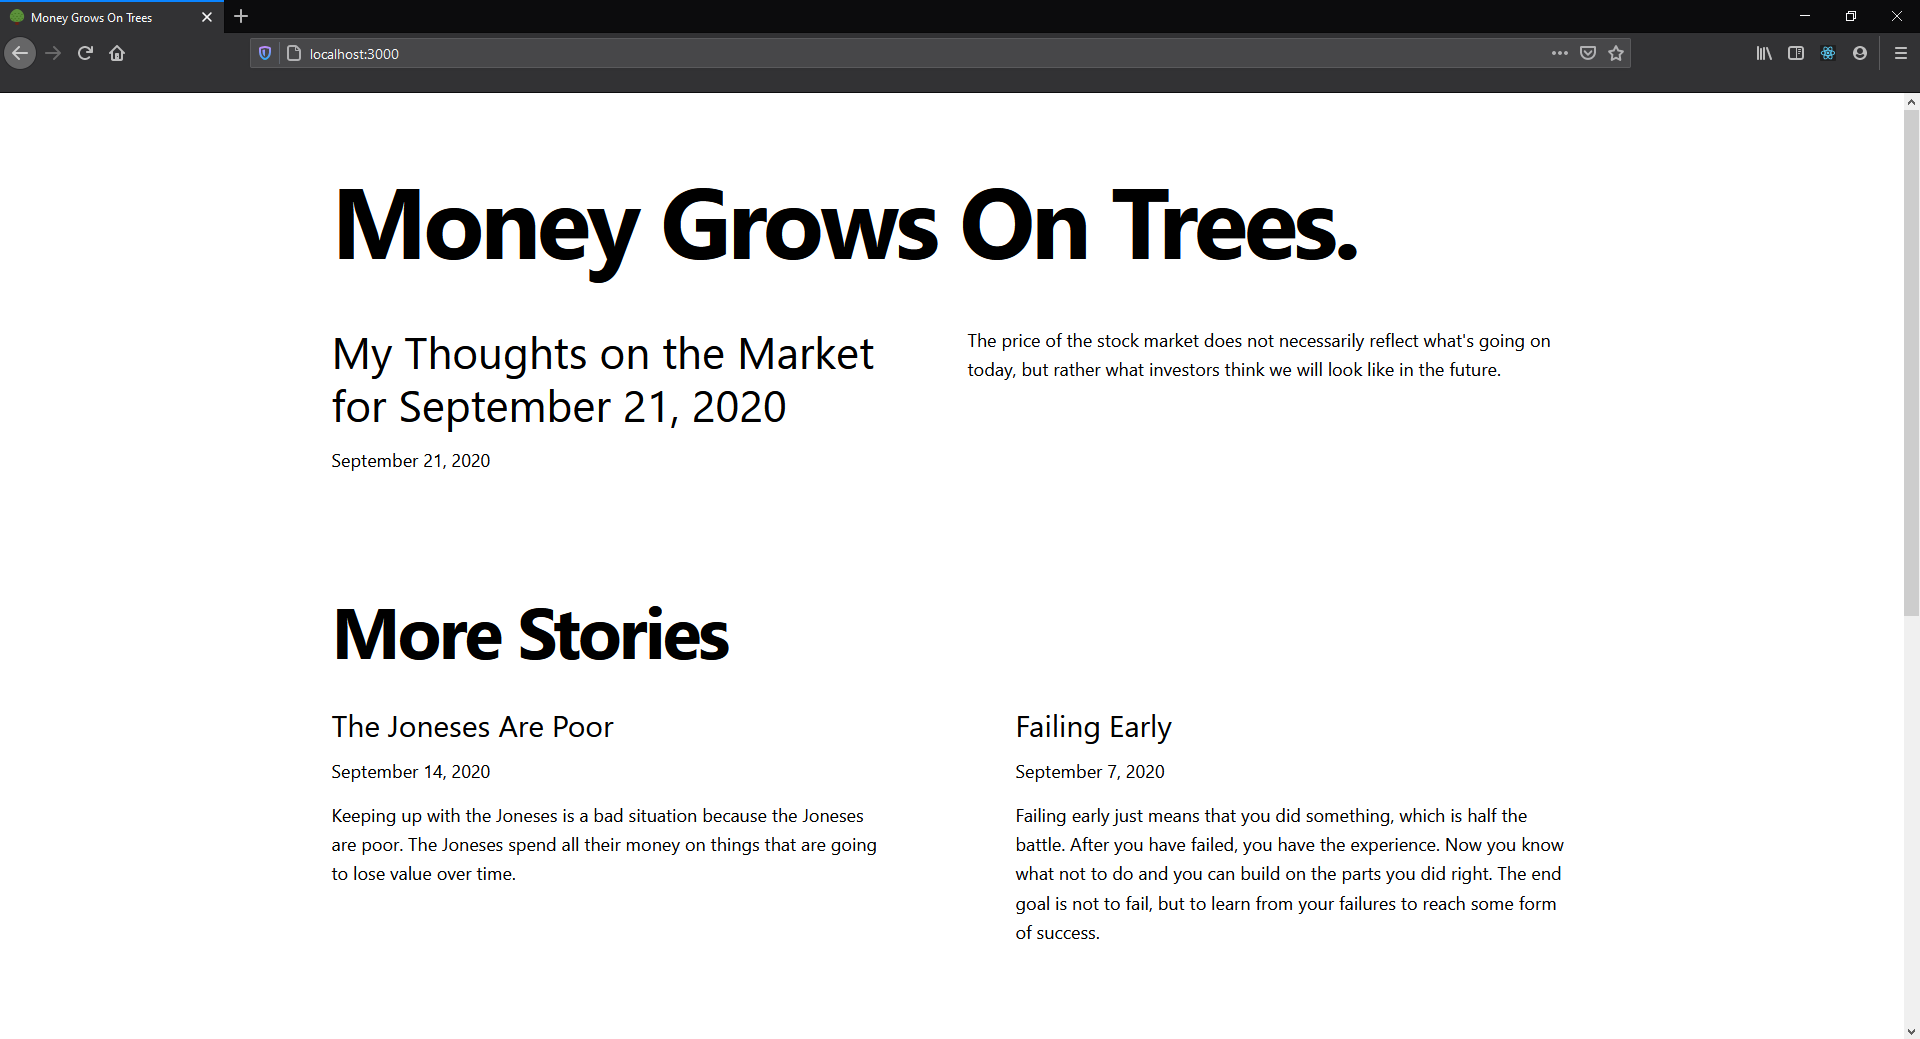 Money Grows On Trees
localhost:3000
Money Grows On Trees.
My Thoughts on the Market
for September 21, 2020
September 21, 2020
The price of the stock market does not necessarily reflect what's going on
today, but rather what investors think we will look like in the future.
More Stories
The Joneses Are Poor
September 14, 2020
Keeping up with the Joneses is a bad situation because the Joneses
are poor. The Joneses spend all their money on things that are going
to lose value over time.
Failing Early
September 7, 2020
Failing early just means that you did something, which is half the
battle. After you have failed, you have the experience. Now you know
what not to do and you can build on the parts you did right. The end
goal is not to fail, but to learn from your failures to reach some form
of success.